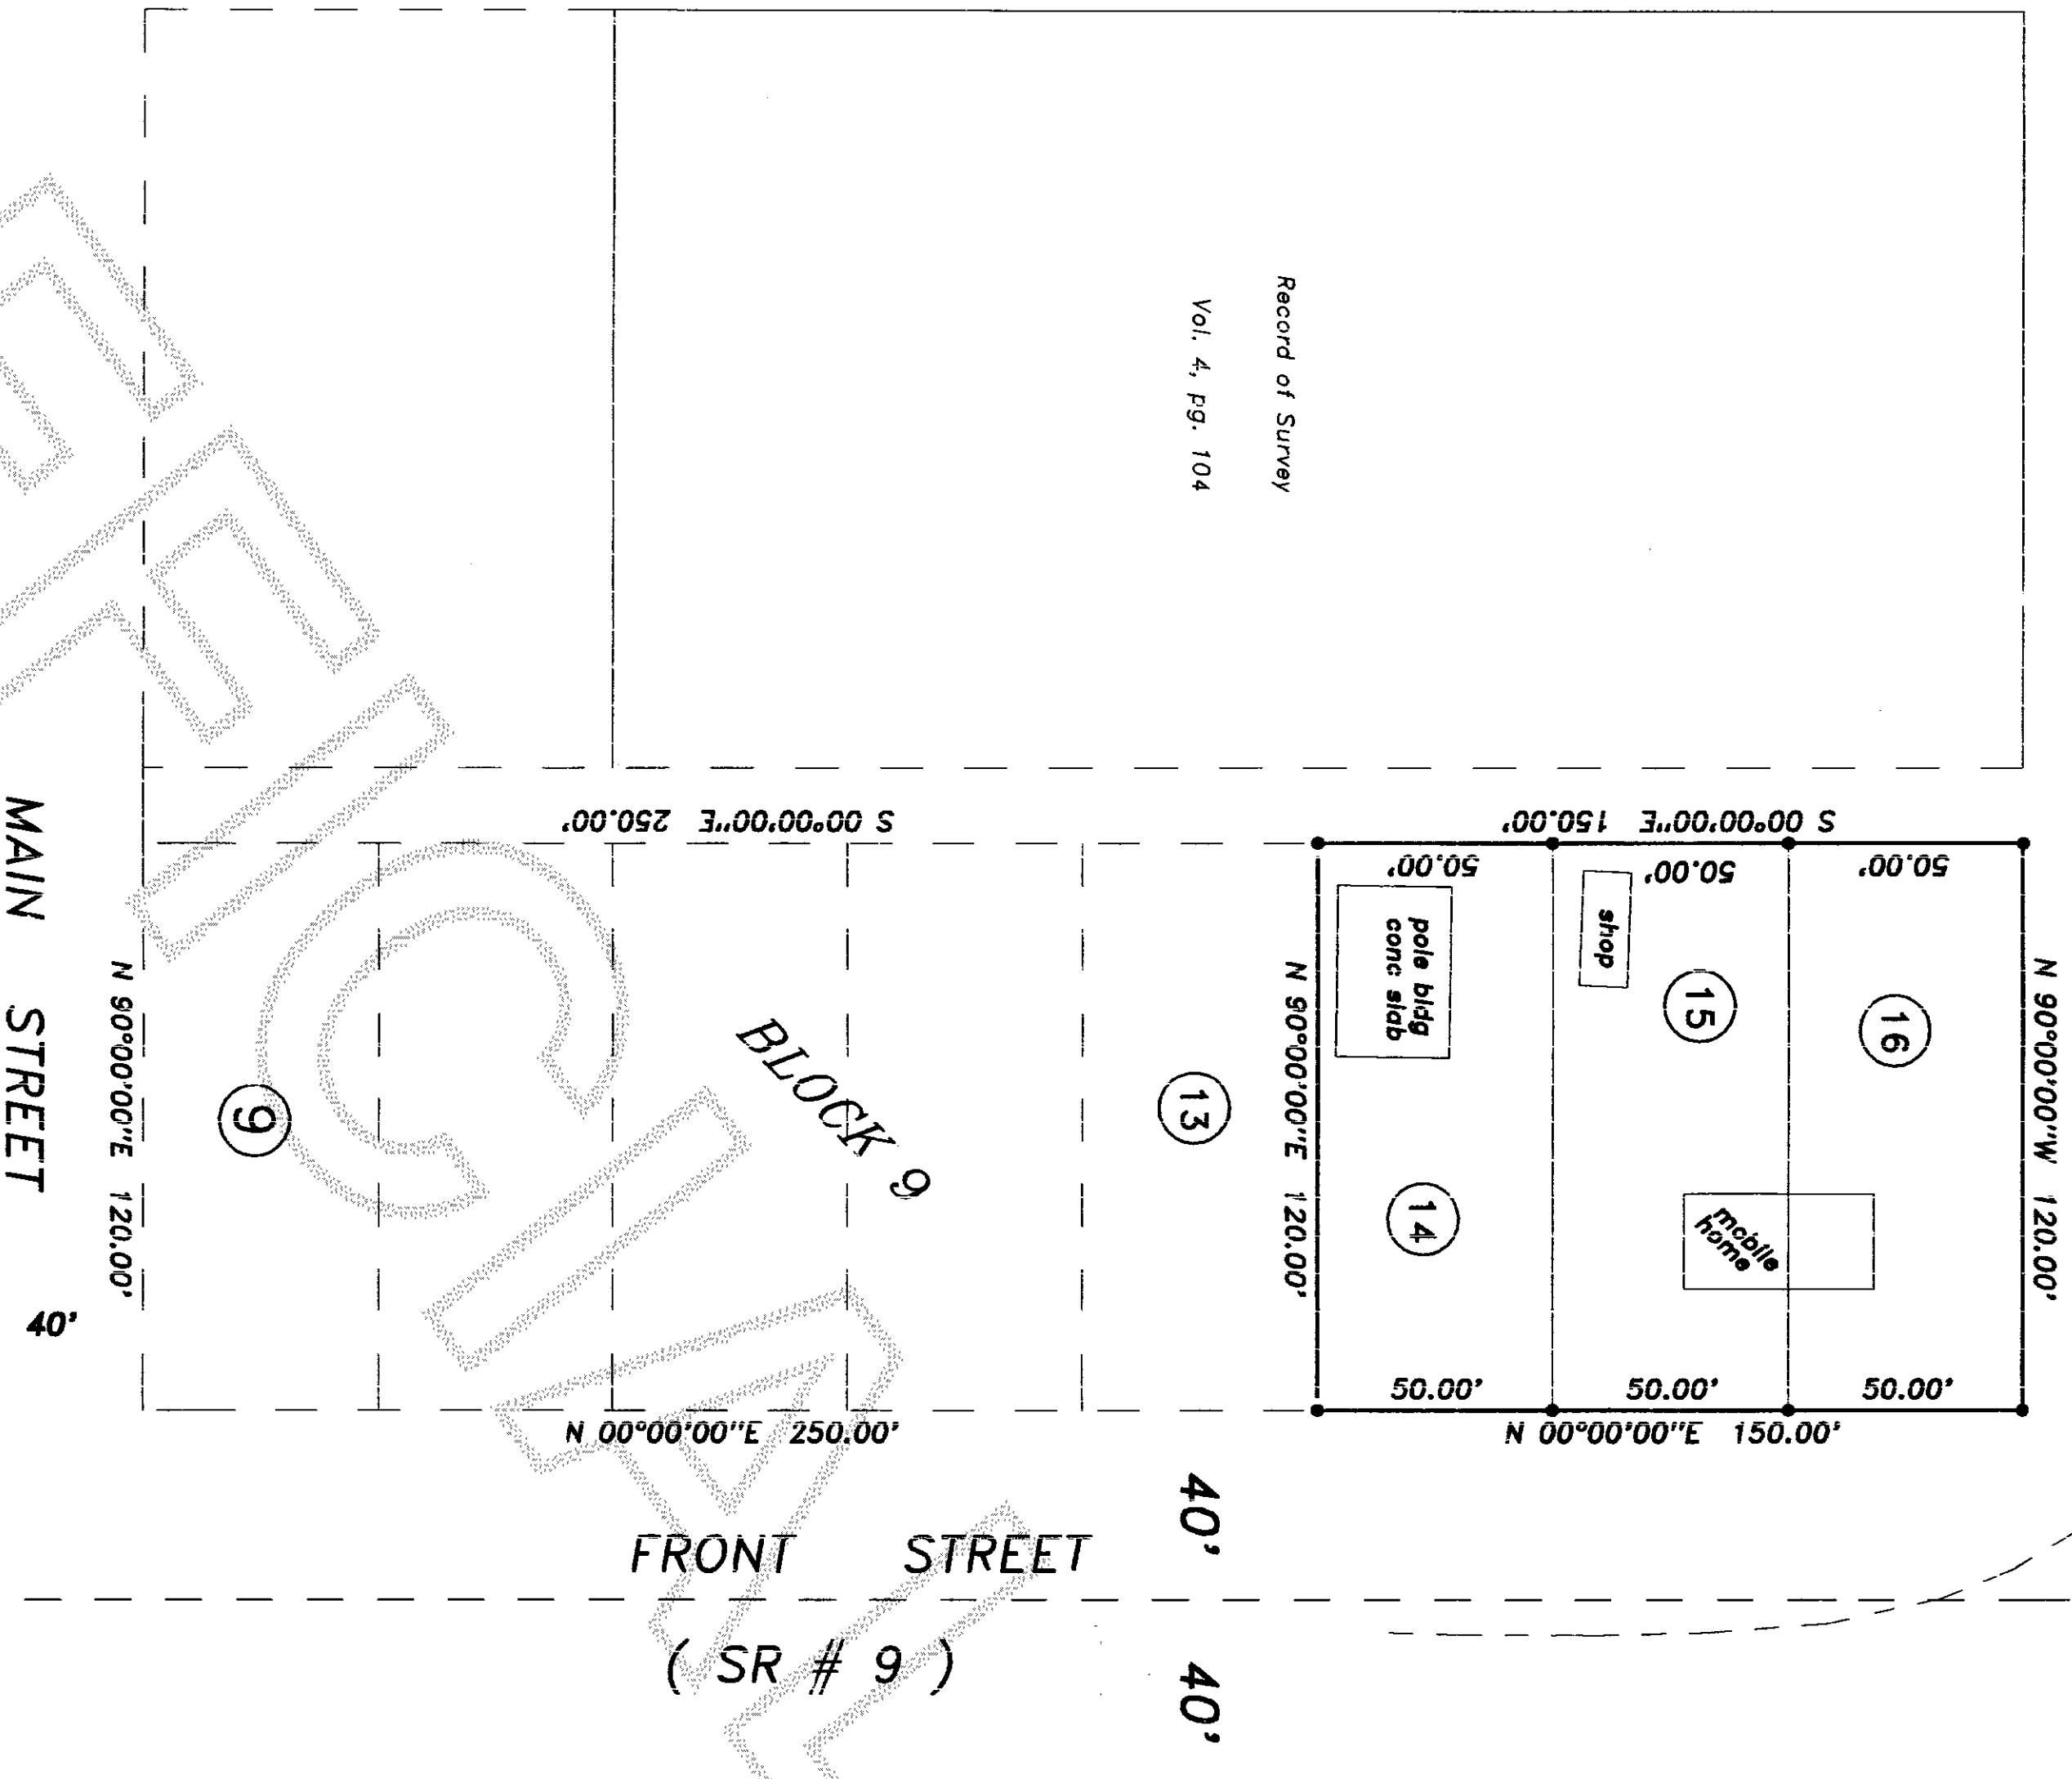 Record of Survey
Vol. 4, pg. 104
S 00°00'00"E 250.00'
S 00°00'00"E 150.00'
50.00'
50.00'
50.00'
pole bldg
conc slab
shop
15
16
N 90°00'00"W 120.00'
N 90°00'00"E 120.00'
13
14
mobile
home
BLOCK 9
9
N 90°00'00"E 120.00'
MAIN STREET
40'
50.00'
50.00'
50.00'
N 00°00'00"E 250.00'
N 00°00'00"E 150.00'
40'
FRONT STREET
( SR # 9 )
40'